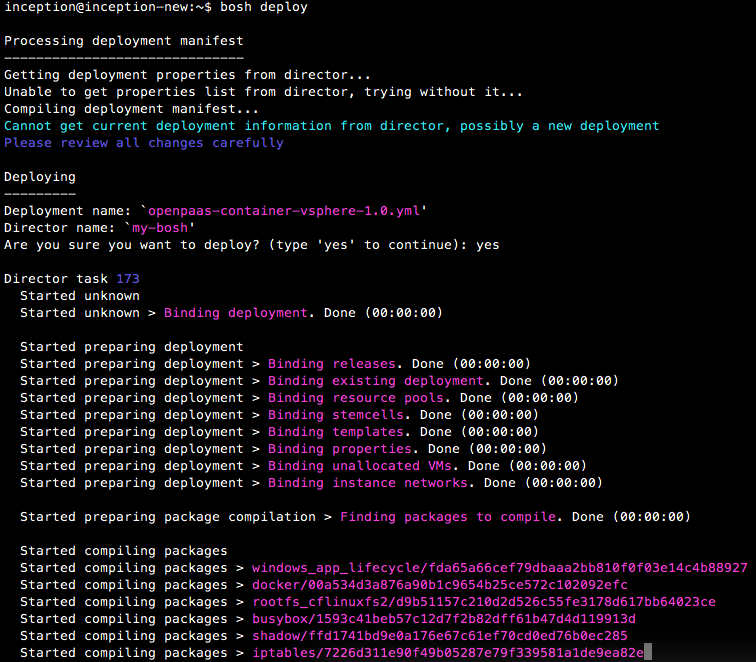 inception@inception-new:~$ bosh deploy
Processing deployment manifest
------------------------------
Getting deployment properties from director...
Unable to get properties list from director, trying without it...
Compiling deployment manifest...
Cannot get current deployment information from director, possibly a new deployment
Please review all changes carefully
Deploying
---------
Deployment name: `openpaas-container-vsphere-1.0.yml'
Director name: `my-bosh'
Are you sure you want to deploy? (type 'yes' to continue): yes
Director task 173
  Started unknown
  Started unknown > Binding deployment. Done (00:00:00)
  Started preparing deployment
  Started preparing deployment > Binding releases. Done (00:00:00)
  Started preparing deployment > Binding existing deployment. Done (00:00:00)
  Started preparing deployment > Binding resource pools. Done (00:00:00)
  Started preparing deployment > Binding stemcells. Done (00:00:00)
  Started preparing deployment > Binding templates. Done (00:00:00)
  Started preparing deployment > Binding properties. Done (00:00:00)
  Started preparing deployment > Binding unallocated VMs. Done (00:00:00)
  Started preparing deployment > Binding instance networks. Done (00:00:00)
  Started preparing package compilation > Finding packages to compile. Done (00:00:00)
  Started compiling packages
  Started compiling packages > windows_app_lifecycle/fda65a66cef79dbaaa2bb810f0f03e14c4b88927
  Started compiling packages > docker/00a534d3a876a90b1c9654b25ce572c102092efc
  Started compiling packages > rootfs_cflinuxfs2/d9b51157c210d2d526c55fe3178d617bb64023ce
  Started compiling packages > busybox/1593c41beb57c12d7f2b82dff61b47d4d119913d
  Started compiling packages > shadow/ffd1741bd9e0a176e67c61ef70cd0ed76b0ec285
  Started compiling packages > iptables/7226d311e90f49b05287e79f339581a1de9ea82e